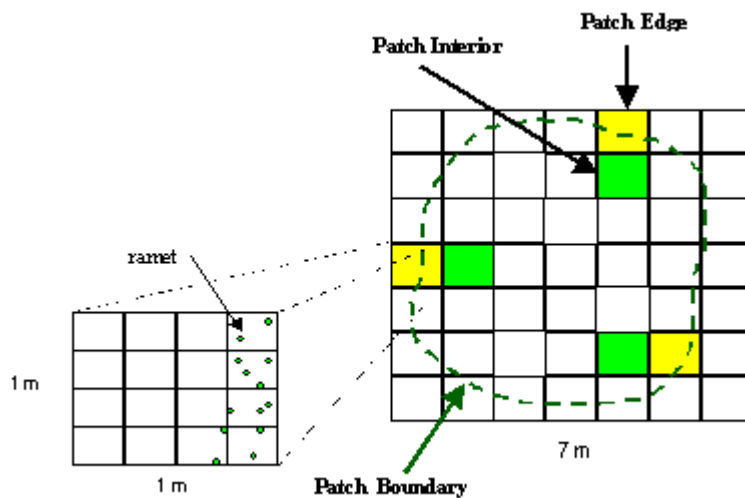 Patch Edge
Patch Interior
ramet
1 m
1 m
7 m
Patch Boundary